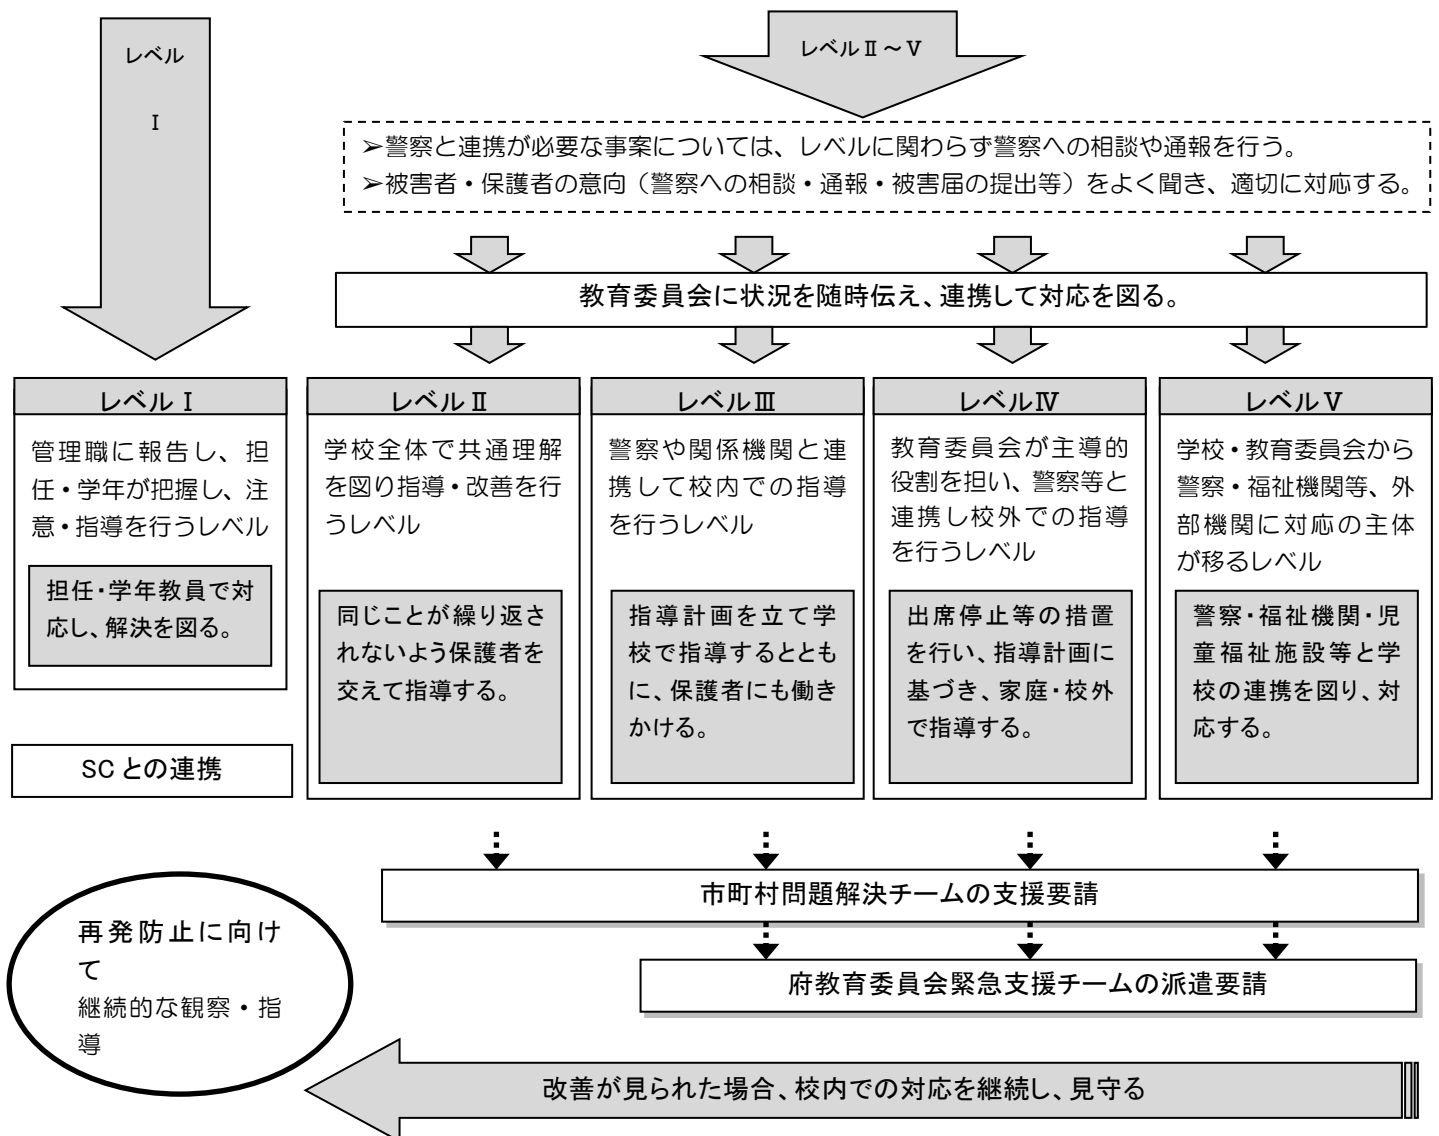 レベル
Ⅰ
レベルⅡ～Ⅴ
➢警察と連携が必要な事案については、レベルに関わらず警察への相談や通報を行う。
➢被害者・保護者の意向（警察への相談・通報・被害届の提出等）をよく聞き、適切に対応する。
教育委員会に状況を随時伝え、連携して対応を図る。
レベルⅠ
管理職に報告し、担
任・学年が把握し、注
意・指導を行うレベル
担任・学年教員で対
応し、解決を図る。
レベルⅡ
学校全体で共通理解
を図り指導・改善を行
うレベル
同じことが繰り返さ
れないよう保護者を
交えて指導する。
レベルⅢ
警察や関係機関と連
携して校内での指導
を行うレベル
指導計画を立て学
校で指導するととも
に、保護者にも働き
かける。
レベルⅣ
教育委員会が主導的
役割を担い、警察等と
連携し校外での指導
を行うレベル
出席停止等の措置
を行い、指導計画に
基づき、家庭・校外
で指導する。
レベルⅤ
学校・教育委員会から
警察・福祉機関等、外
部機関に対応の主体
が移るレベル
警察・福祉機関・児
童福祉施設等と学
校の連携を図り、対
応する。
SCとの連携
市町村問題解決チームの支援要請
府教育委員会緊急支援チームの派遣要請
再発防止に向け
て
継続的な観察・指
導
改善が見られた場合、校内での対応を継続し、見守る